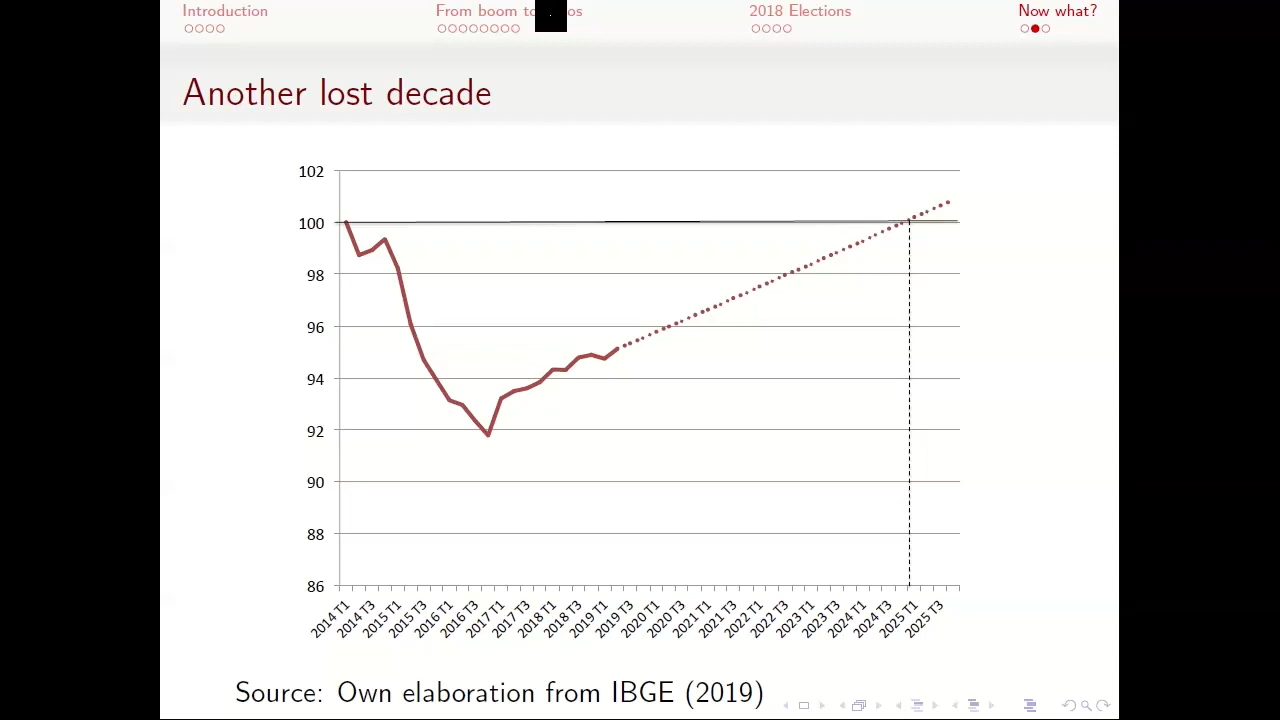 Introduction From boom to os 2018 Elections Now what?
Another lost decade
102
100
98
96
94
92
90
88
86
2014 T1 2014 T3 2015 T1 2015 T3 2016 T1 2016 T3 2017 T1 2017 T3 2018 T1 2018 T3 2019 T1 2019 T3 2020 T1 2020 T3 2021 T1 2021 T3 2022 T1 2022 T3 2023 T1 2023 T3 2024 T1 2024 T3 2025 T1 2025 T3
Source: Own elaboration from IBGE (2019)